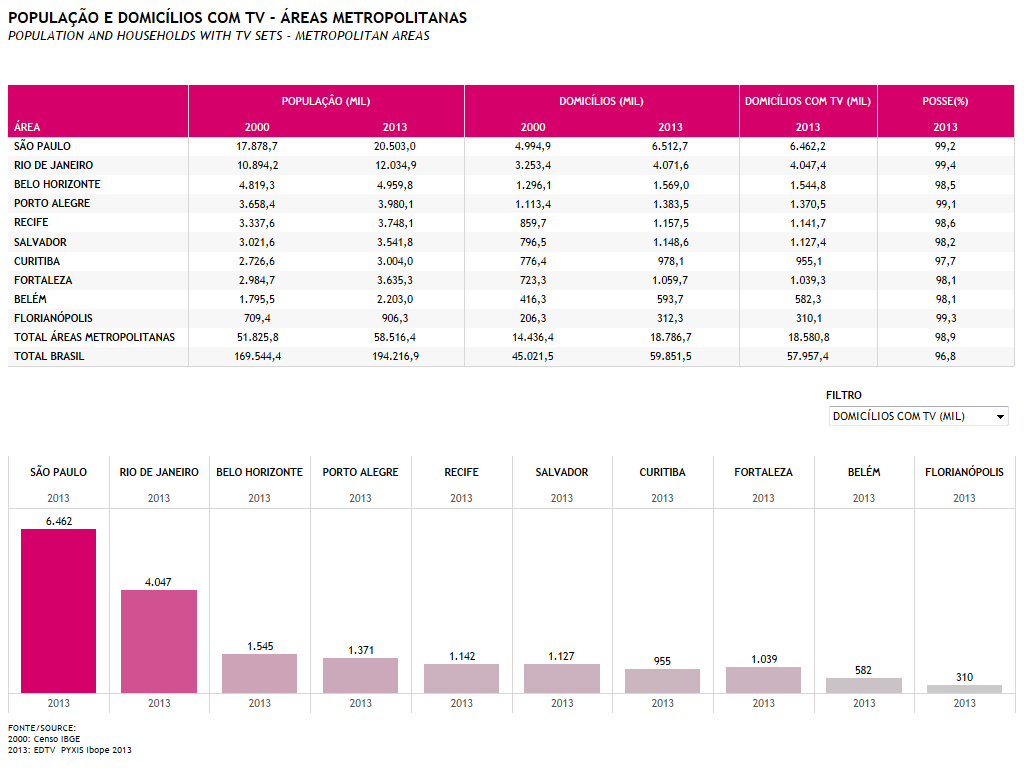 POPULAÇÃO E DOMICÍLIOS COM TV - ÁREAS METROPOLITANAS
POPULATION AND HOUSEHOLDS WITH TV SETS - METROPOLITAN AREAS
POPULAÇÃO (MIL) DOMICÍLIOS (MIL) DOMICÍLIOS COM TV (MIL) POSSE(%)
ÁREA 2000 2013 2000 2013 2013 2013
SÃO PAULO 17.878,7 20.503,0 4.994,9 6.512,7 6.462,2 99,2
RIO DE JANEIRO 10.894,2 12.034,9 3.253,4 4.071,6 4.047,4 99,4
BELO HORIZONTE 4.819,3 4.959,8 1.296,1 1.569,0 1.544,8 98,5
PORTO ALEGRE 3.658,4 3.980,1 1.113,4 1.383,5 1.370,5 99,1
RECIFE 3.337,6 3.748,1 859,7 1.157,5 1.141,7 98,6
SALVADOR 3.021,6 3.541,8 796,5 1.148,6 1.127,4 98,2
CURITIBA 2.726,6 3.004,0 776,4 978,1 955,1 97,7
FORTALEZA 2.984,7 3.635,3 723,3 1.059,7 1.039,3 98,1
BELÉM 1.795,5 2.203,0 416,3 593,7 582,3 98,1
FLORIANÓPOLIS 709,4 906,3 206,3 312,3 310,1 99,3
TOTAL ÁREAS METROPOLITANAS 51.825,8 58.516,4 14.436,4 18.786,7 18.580,8 98,9
TOTAL BRASIL 169.544,4 194.216,9 45.021,5 59.851,5 57.957,4 96,8
FILTRO
DOMICÍLIOS COM TV (MIL)
SÃO PAULO RIO DE JANEIRO BELO HORIZONTE PORTO ALEGRE RECIFE SALVADOR CURITIBA FORTALEZA BELÉM FLORIANÓPOLIS
2013 2013 2013 2013 2013 2013 2013 2013 2013 2013
6.462 4.047 1.545 1.371 1.142 1.127 955 1.039 582 310
2013 2013 2013 2013 2013 2013 2013 2013 2013 2013
FONTE/SOURCE:
2000: Censo IBGE
2013: EDTV PYXIS Ibope 2013